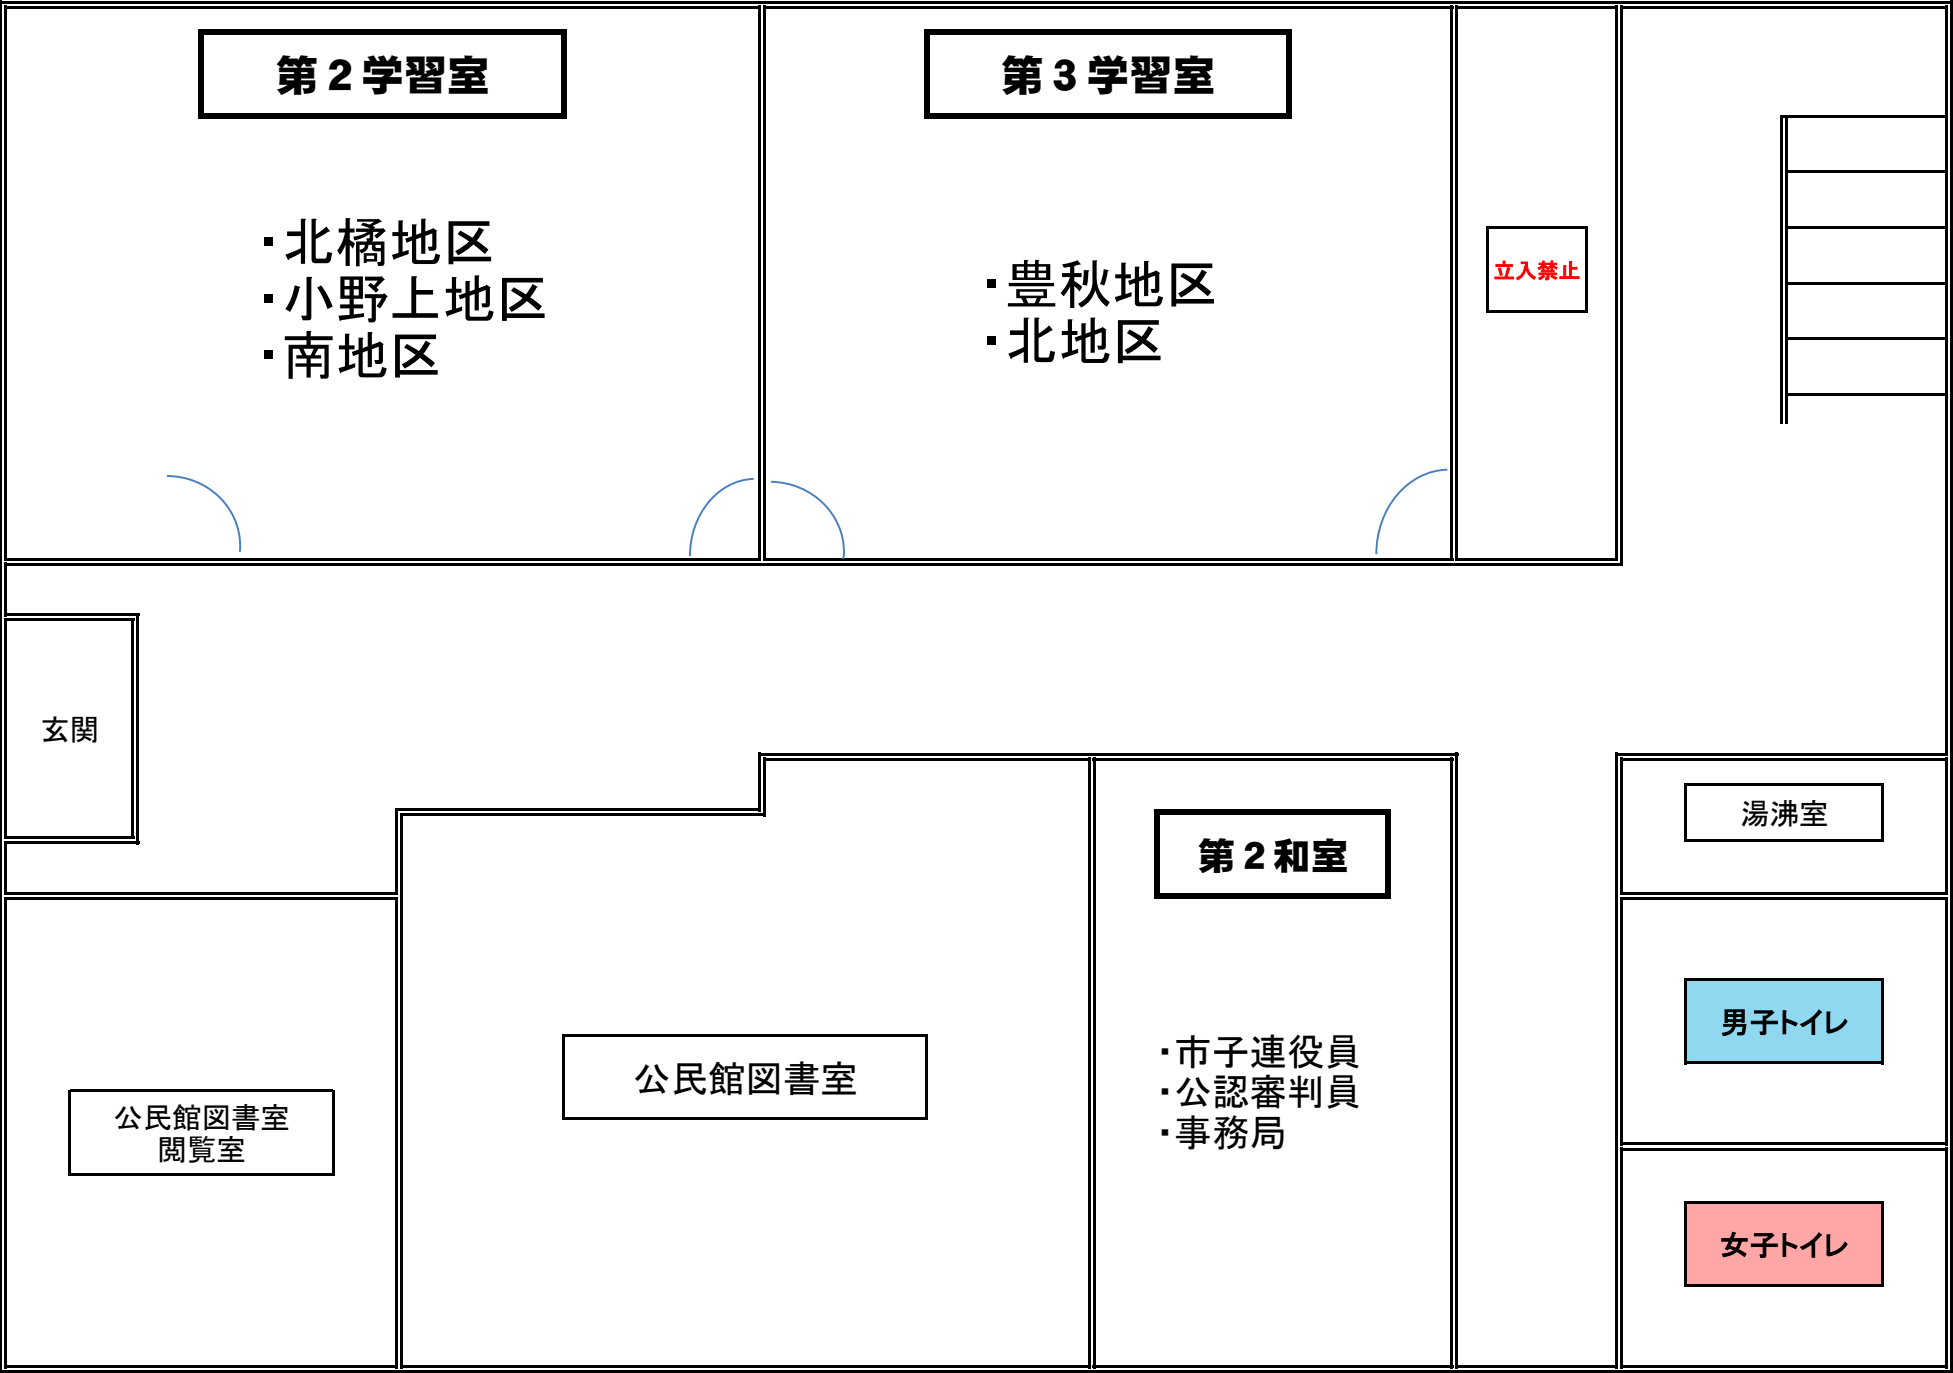 第2学習室
・北橘地区
・小野上地区
・南地区
第3学習室
・豊秋地区
・北地区
立入禁止
玄関
公民館図書室
閲覧室
公民館図書室
第2和室
・市子連役員
・公認審判員
・事務局
湯沸室
男子トイレ
女子トイレ